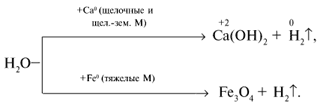 +Ca⁰ (щелочные и
щел.-зем. М)
+2 0
Ca(OH)₂ + H₂↑,
H₂O
+Fe⁰ (тяжелые М)
Fe₃O₄ + H₂↑.